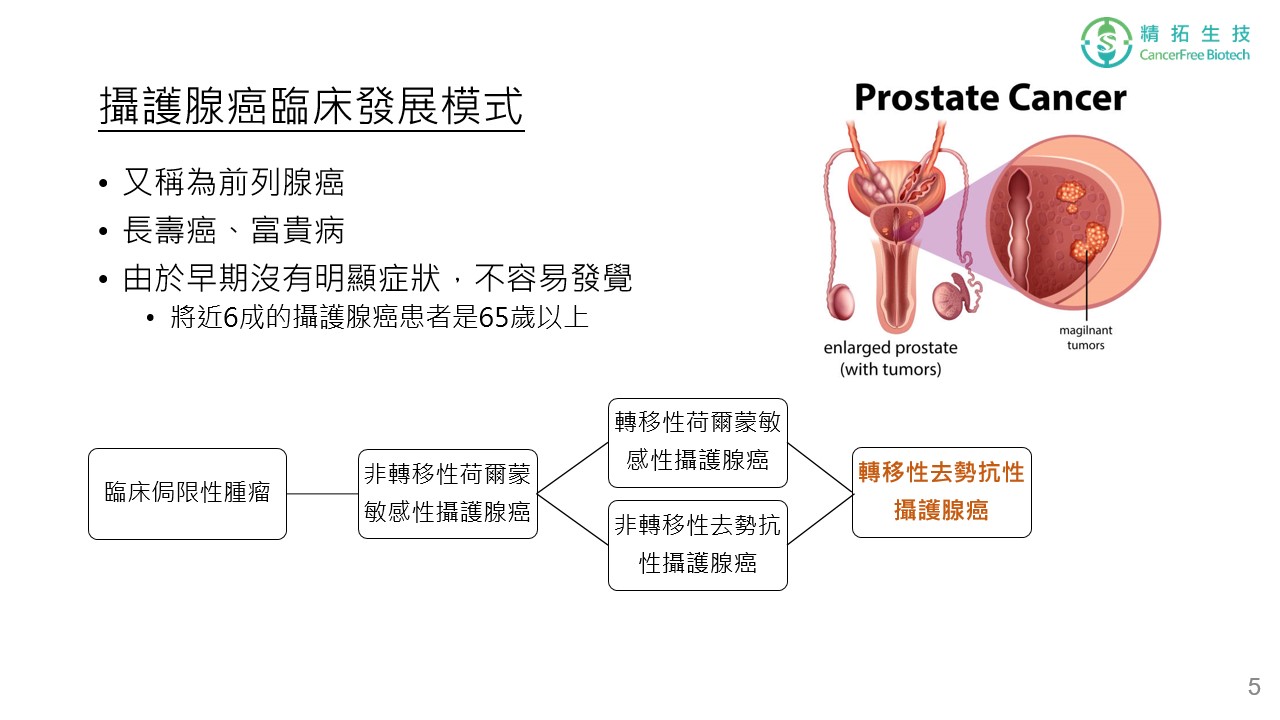 精拓生技
CancerFree Biotech
攝護腺癌臨床發展模式
• 又稱為前列腺癌
• 長壽癌、富貴病
• 由於早期沒有明顯症狀，不容易發覺
• 將近6成的攝護腺癌患者是65歲以上
Prostate Cancer
enlarged prostate
(with tumors)
magilnant
tumors
臨床侷限性腫瘤
非轉移性荷爾蒙
敏感性攝護腺癌
轉移性荷爾蒙敏
感性攝護腺癌
非轉移性去勢抗
性攝護腺癌
轉移性去勢抗性
攝護腺癌
5